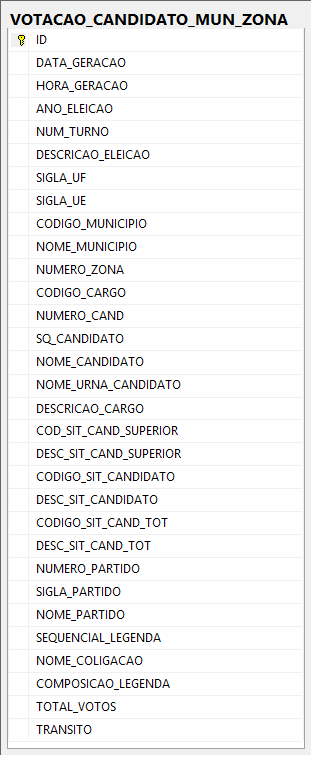 VOTACAO_CANDIDATO_MUN_ZONA
ID
DATA_GERACAO
HORA_GERACAO
ANO_ELEICAO
NUM_TURNO
DESCRICAO_ELEICAO
SIGLA_UF
SIGLA_UE
CODIGO_MUNICIPIO
NOME_MUNICIPIO
NUMERO_ZONA
CODIGO_CARGO
NUMERO_CAND
SQ_CANDIDATO
NOME_CANDIDATO
NOME_URNA_CANDIDATO
DESCRICAO_CARGO
COD_SIT_CAND_SUPERIOR
DESC_SIT_CAND_SUPERIOR
CODIGO_SIT_CANDIDATO
DESC_SIT_CANDIDATO
CODIGO_SIT_CAND_TOT
DESC_SIT_CAND_TOT
NUMERO_PARTIDO
SIGLA_PARTIDO
NOME_PARTIDO
SEQUENCIAL_LEGENDA
NOME_COLIGACAO
COMPOSICAO_LEGENDA
TOTAL_VOTOS
TRANSITO